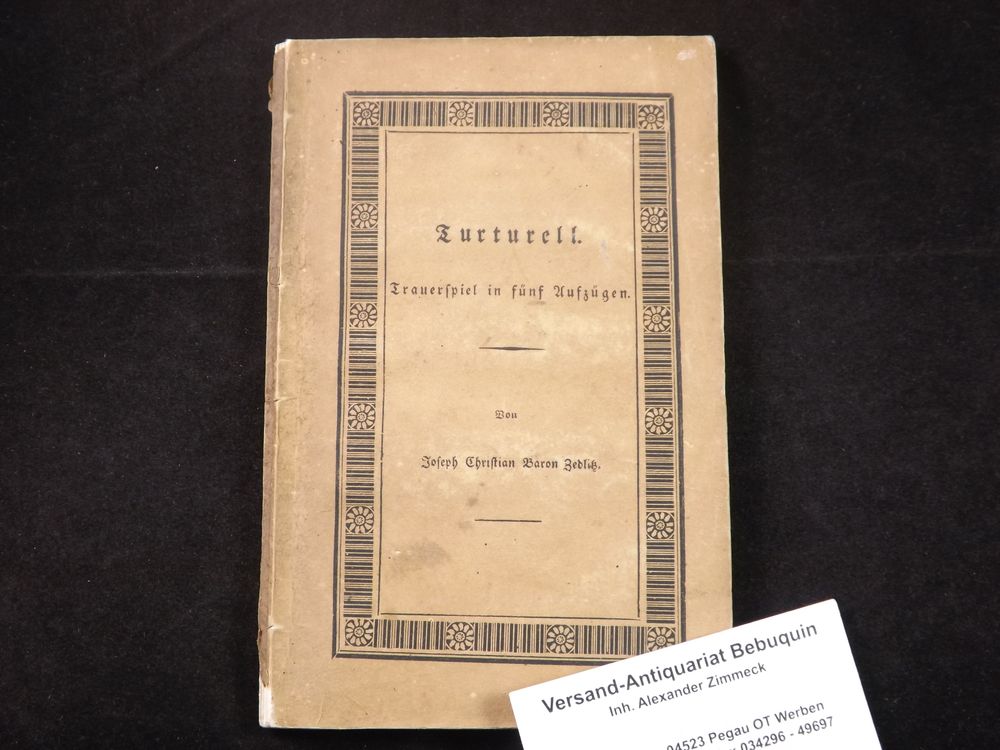 Turturell.
Trauerſpiel in fünf Aufzügen.
Von
Joſeph Chriſtian Baron Zedlitz.
Versand-Antiquariat Bebuquin
Inh. Alexander Zimmeck
04523 Pegau OT Werben
034296 - 49697